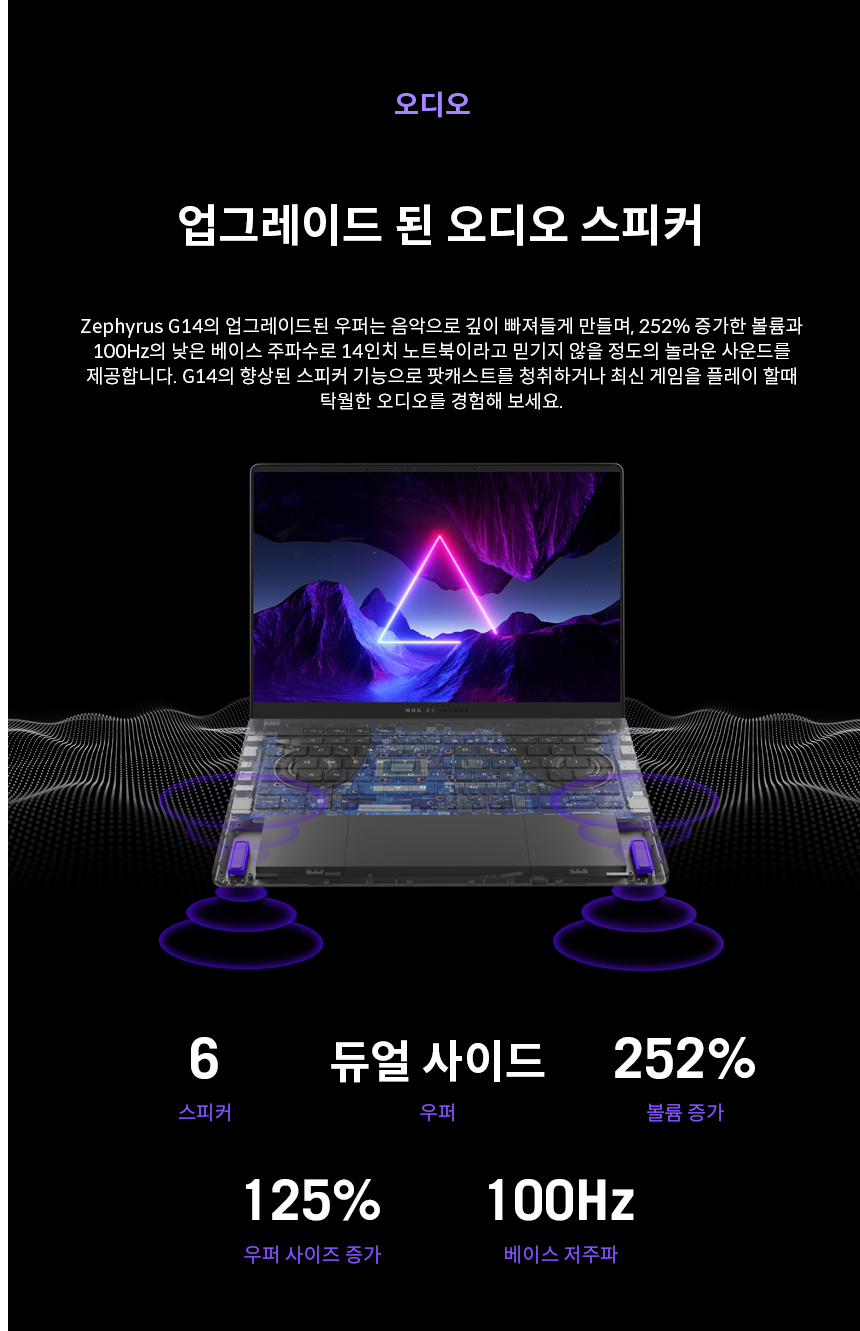 오디오
업그레이드 된 오디오 스피커
Zephyrus G14의 업그레이드된 우퍼는 음악으로 깊이 빠져들게 만들며, 252% 증가한 볼륨과
100Hz의 낮은 베이스 주파수로 14인치 노트북이라고 믿기지 않을 정도의 놀라운 사운드를
제공합니다. G14의 향상된 스피커 기능으로 팟캐스트를 청취하거나 최신 게임을 플레이 할때
탁월한 오디오를 경험해 보세요.
6
스피커
듀얼 사이드
우퍼
252%
볼륨 증가
125%
우퍼 사이즈 증가
100Hz
베이스 저주파